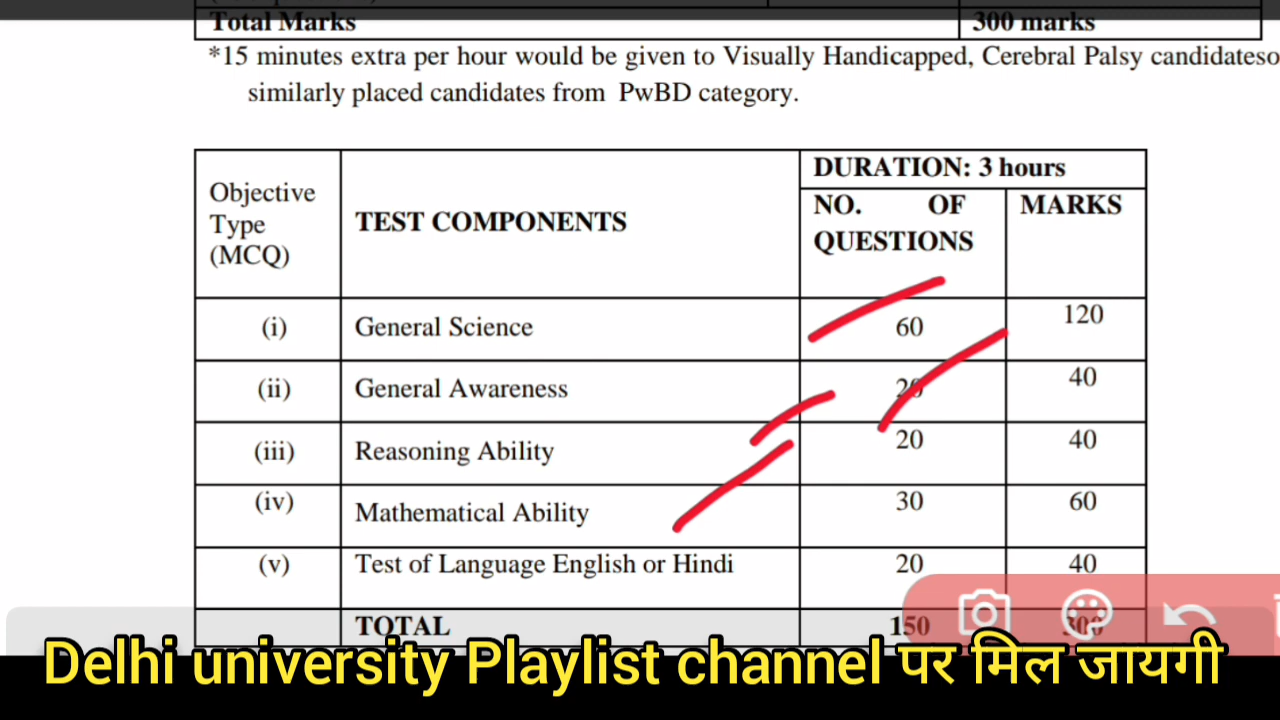 Total Marks 300 marks
*15 minutes extra per hour would be given to Visually Handicapped, Cerebral Palsy candidateso
similarly placed candidates from PwBD category.
Objective Type (MCQ) TEST COMPONENTS DURATION: 3 hours
NO. OF QUESTIONS MARKS
(i) General Science 60 120
(ii) General Awareness 20 40
(iii) Reasoning Ability 20 40
(iv) Mathematical Ability 30 60
(v) Test of Language English or Hindi 20 40
TOTAL 150 300
Delhi university Playlist channel पर मिल जायगी